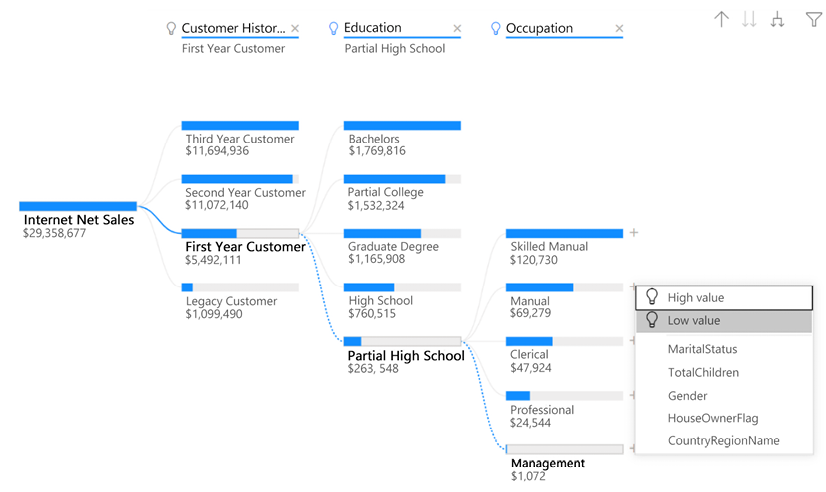 Customer Histor...
First Year Customer
Education
Partial High School
Occupation
Internet Net Sales
$29,358,677
Third Year Customer
$11,694,936
Second Year Customer
$11,072,140
First Year Customer
$5,492,111
Legacy Customer
$1,099,490
Bachelors
$1,769,816
Partial College
$1,532,324
Graduate Degree
$1,165,908
High School
$760,515
Partial High School
$263, 548
Skilled Manual
$120,730
Manual
$69,279
Clerical
$47,924
Professional
$24,544
Management
$1,072
High value
Low value
MaritalStatus
TotalChildren
Gender
HouseOwnerFlag
CountryRegionName